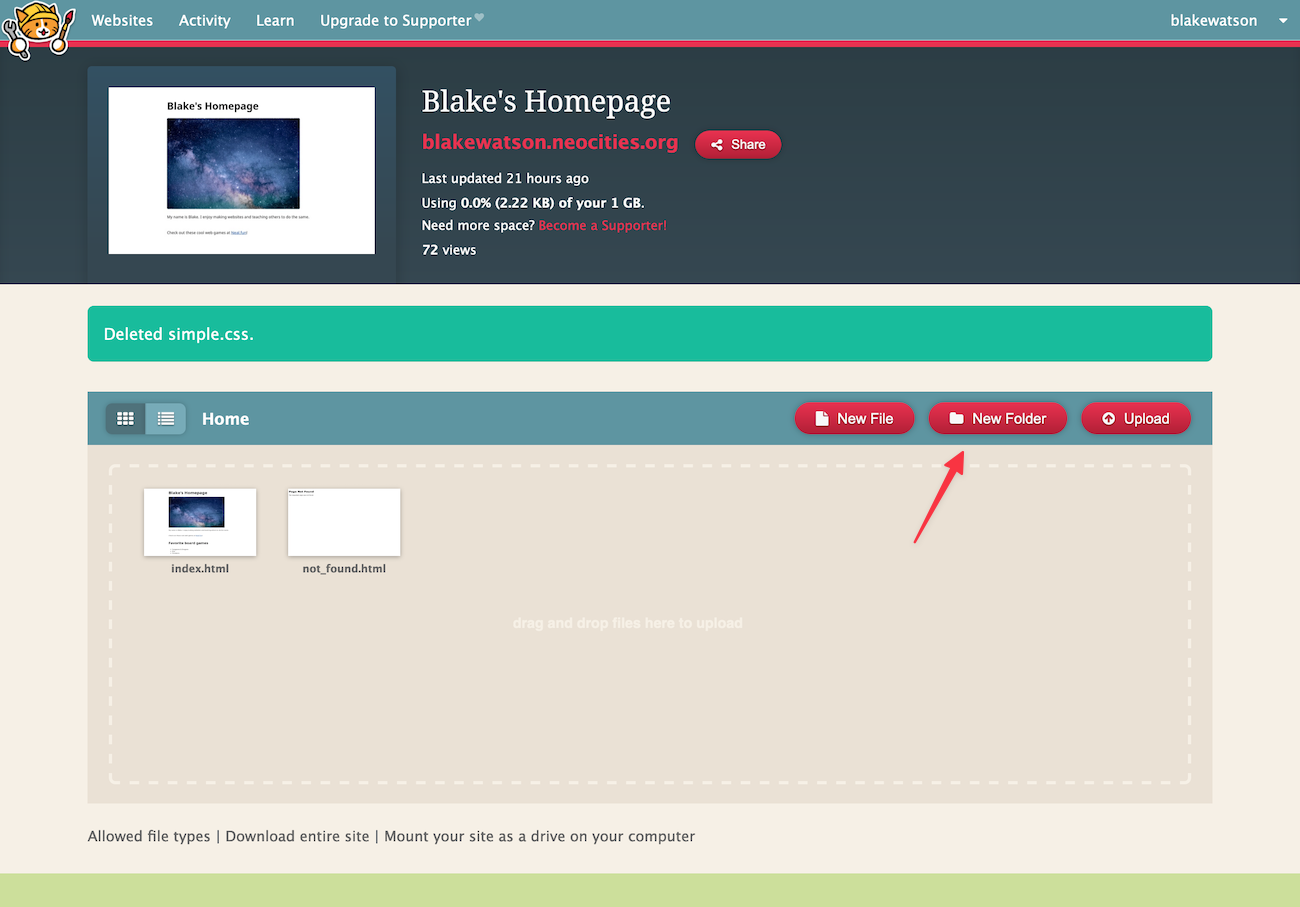 Websites Activity Learn Upgrade to Supporter blakewatson
Blake's Homepage
My name is Blake. I enjoy making websites and teaching others to do the same.
Check out these cool web games at Neal Fun!
Blake's Homepage
blakewatson.neocities.org Share
Last updated 21 hours ago
Using 0.0% (2.22 KB) of your 1 GB.
Need more space? Become a Supporter!
72 views
Deleted simple.css.
Home New File New Folder Upload
Blake's Homepage
Favorite board games
Page Not Found
index.html not_found.html
drag and drop files here to upload
Allowed file types | Download entire site | Mount your site as a drive on your computer